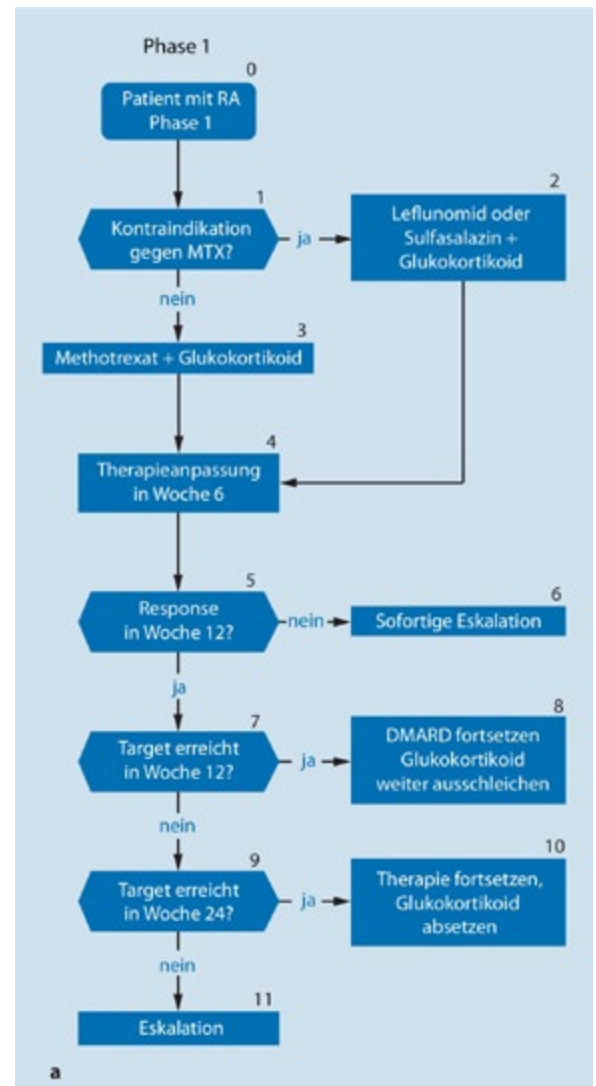 Phase 1
0
Patient mit RA
Phase 1
1
Kontraindikation
gegen MTX?
ja
2
Leflunomid oder
Sulfasalazin +
Glukokortikoid
nein
3
Methotrexat + Glukokortikoid
4
Therapieanpassung
in Woche 6
5
Response
in Woche 12?
nein
6
Sofortige Eskalation
ja
7
Target erreicht
in Woche 12?
ja
8
DMARD fortsetzen
Glukokortikoid
weiter ausschleichen
nein
9
Target erreicht
in Woche 24?
ja
10
Therapie fortsetzen,
Glukokortikoid
absetzen
nein
11
Eskalation
a